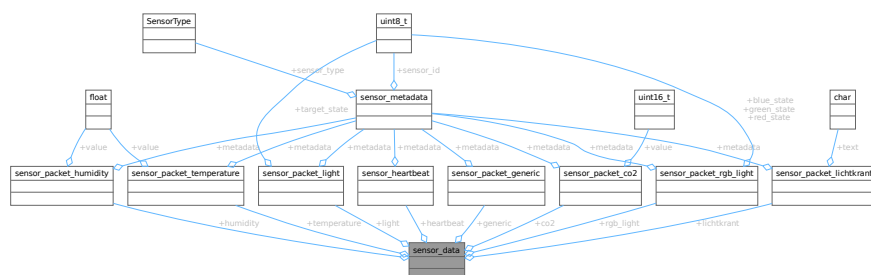 SensorType
uint8_t
+sensor_type
+sensor_id
float
sensor_metadata
uint16_t
char
+target_state
+blue_state
+green_state
+red_state
+value
+value
+metadata
+metadata
+metadata
+metadata
+metadata
+metadata
+value
+metadata
+metadata
+text
sensor_packet_humidity
sensor_packet_temperature
sensor_packet_light
sensor_heartbeat
sensor_packet_generic
sensor_packet_co2
sensor_packet_rgb_light
sensor_packet_lichtkrant
+humidity
+temperature
+light
+heartbeat
+generic
+co2
+rgb_light
+lichtkrant
sensor_data